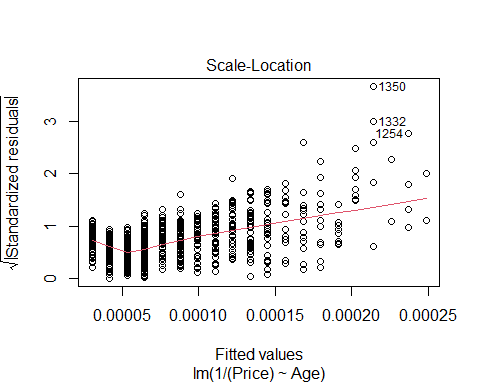 Scale-Location
√|Standardized residuals|
3
2
1
0
1350
1332
1254
0.00005 0.00010 0.00015 0.00020 0.00025
Fitted values
lm(1/(Price) ~ Age)